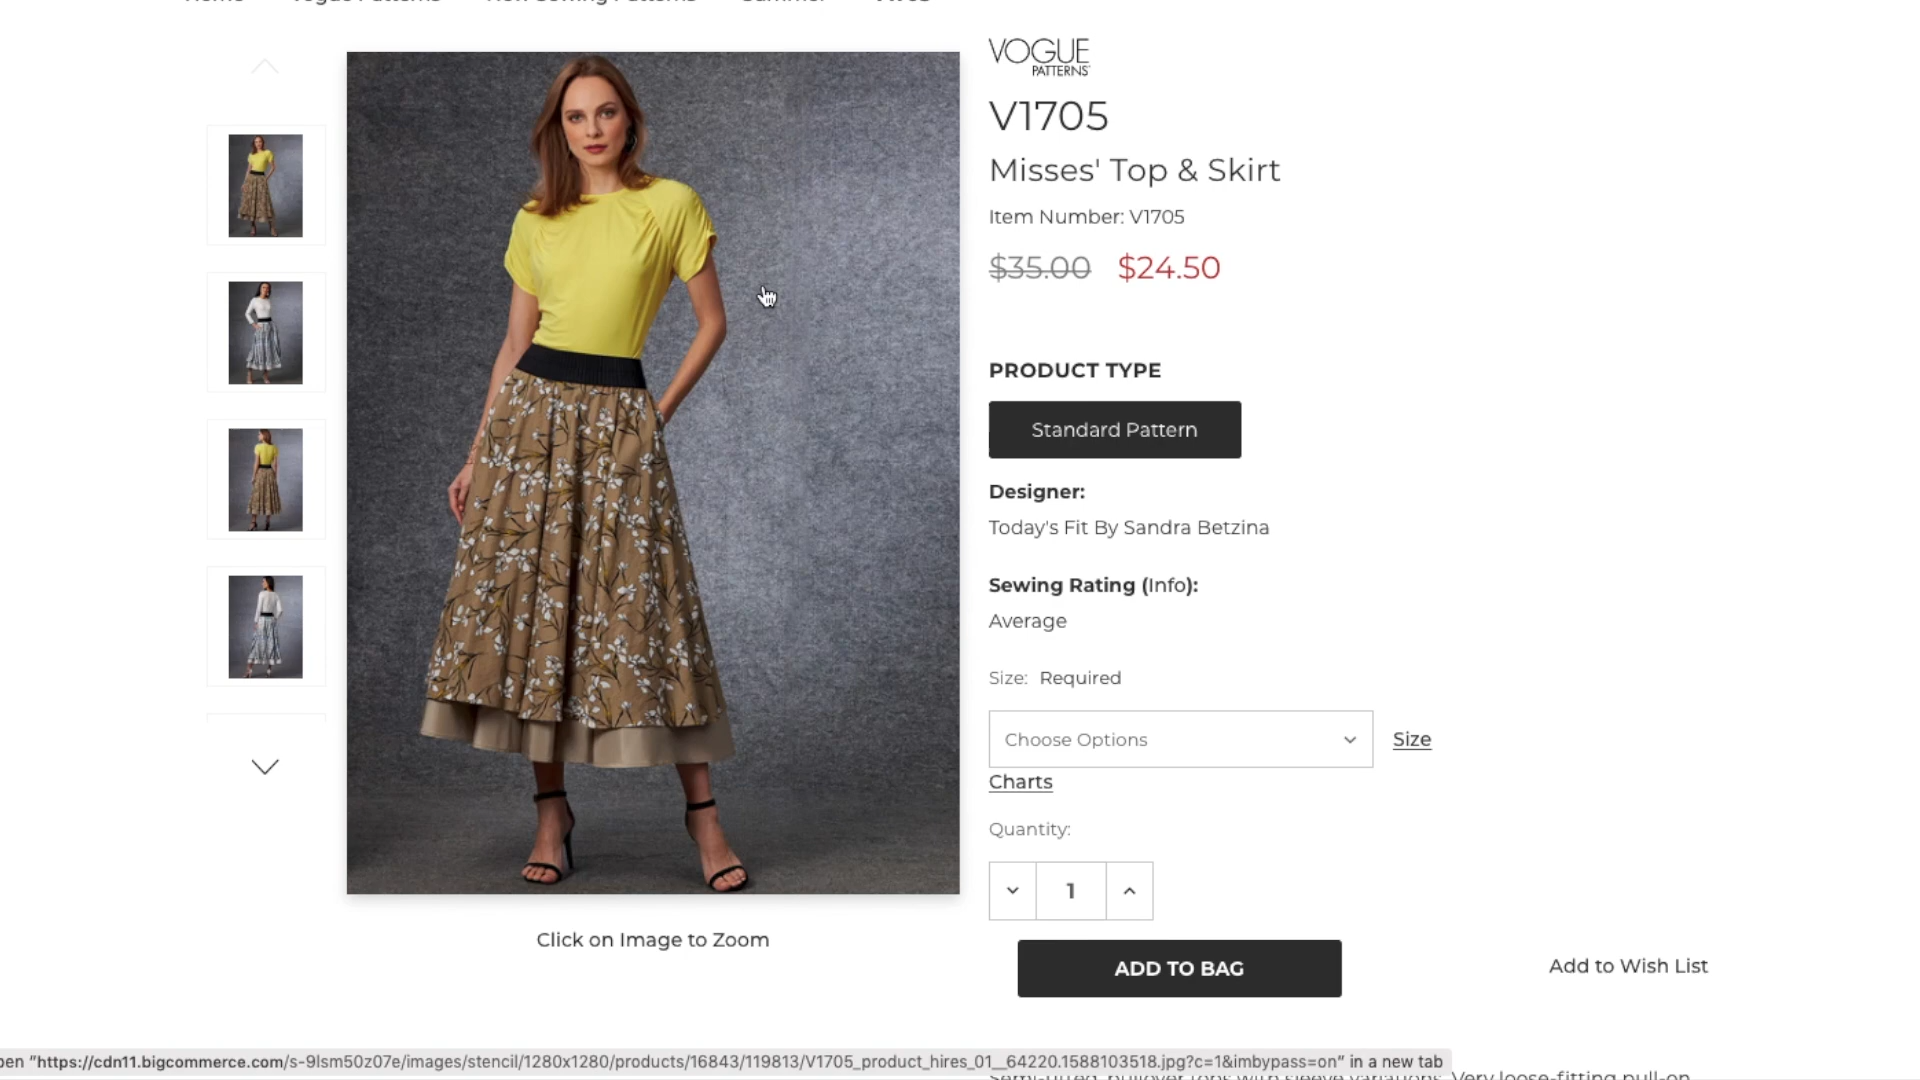 VOGUE
PATTERNS
V1705
Misses' Top & Skirt
Item Number: V1705
$35.00 $24.50
PRODUCT TYPE
Standard Pattern
Designer:
Today's Fit By Sandra Betzina
Sewing Rating (Info):
Average
Size: Required
Choose Options
Size
Charts
Quantity:
1
Click on Image to Zoom
ADD TO BAG
Add to Wish List
pen "https://cdn11.bigcommerce.com/s-9lsm50z07e/images/stencil/1280x1280/products/16843/119813/V1705_product_hires_01__64220.1588103518.jpg?c=1&imbypass=on" in a new tab